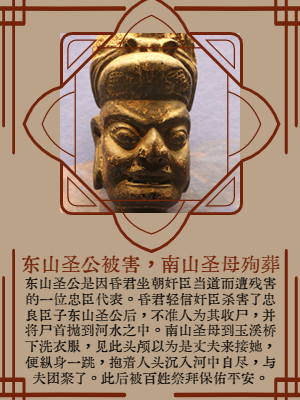 东山圣公被害，南山圣母殉葬
东山圣公是因昏君坐朝奸臣当道而遭残害
的一位忠臣代表。昏君轻信奸臣杀害了忠
良臣子东山圣公后，不准人为其收尸，并
将尸首抛到河水之中。南山圣母到玉溪桥
下洗衣服，见此头颅以为是丈夫来接她，
便纵身一跳，抱着人头沉入河中自尽，与
夫团聚了。此后被百姓祭拜保佑平安。